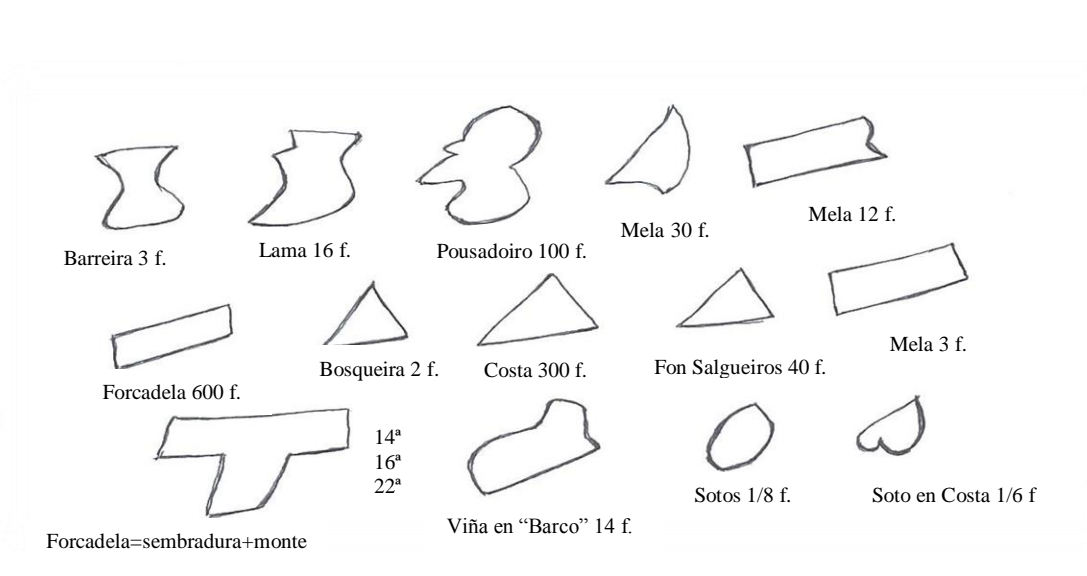 Barreira 3 f.
Lama 16 f.
Pousadoiro 100 f.
Mela 30 f.
Mela 12 f.
Forcadela 600 f.
Bosqueira 2 f.
Costa 300 f.
Fon Salgueiros 40 f.
Mela 3 f.
14ª
16ª
22ª
Forcadela=sembradura+monte
Viña en “Barco” 14 f.
Sotos 1/8 f.
Soto en Costa 1/6 f